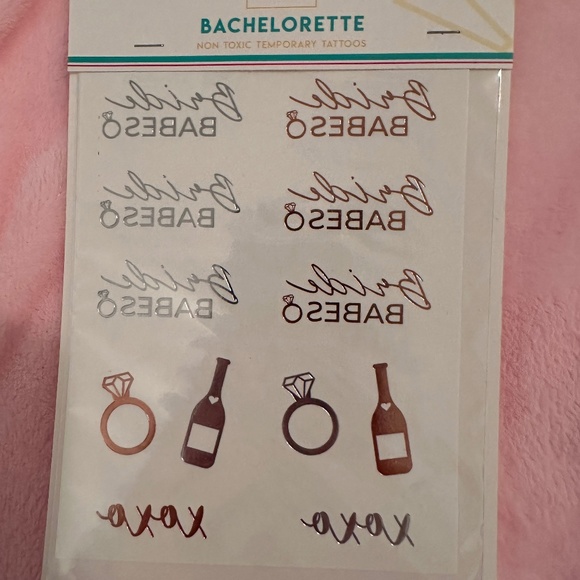 BACHELORETTE
NON TOXIC TEMPORARY TATTOOS
Bride Bride
BABES BABES
Bride Bride
BABES BABES
Bride Bride
BABES BABES
xoxo xoxo